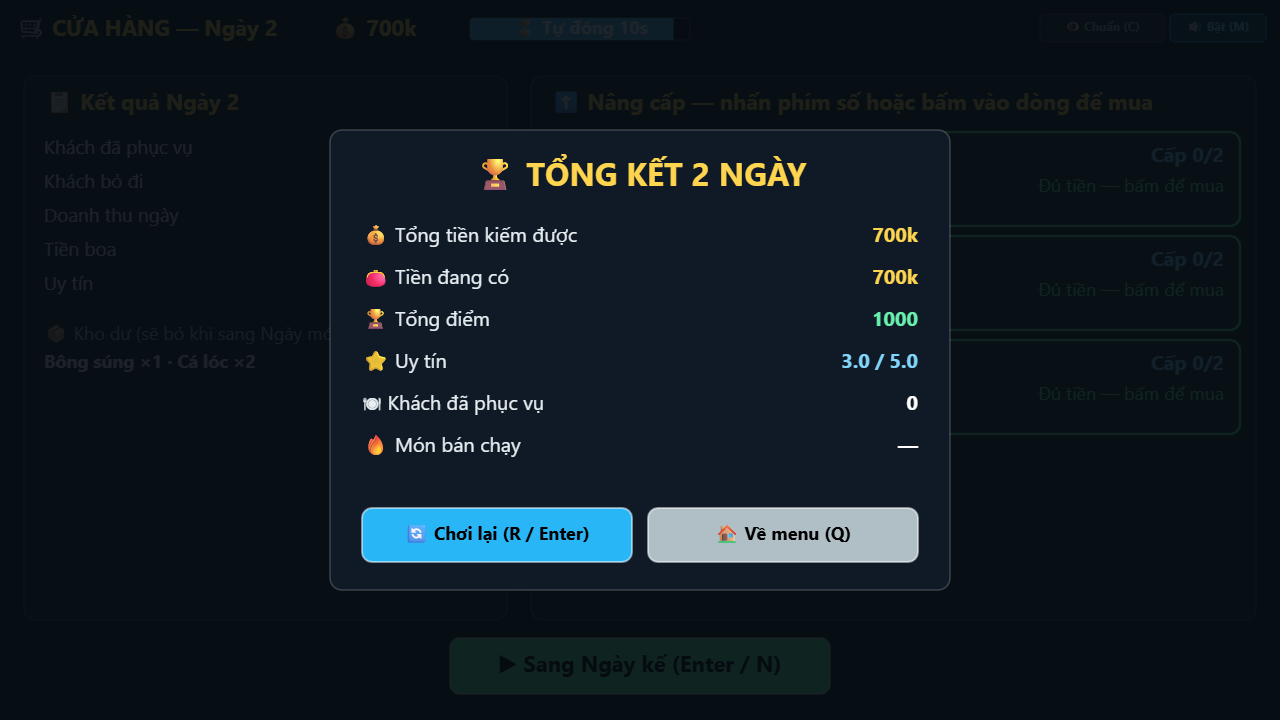 CỬA HÀNG — Ngày 2
700k
Tự đóng 10s
Chuẩn (C)
Bật (M)
Kết quả Ngày 2
Khách đã phục vụ
Khách bỏ đi
Doanh thu ngày
Tiền boa
Uy tín
Kho dư (sẽ bỏ khi sang Ngày mớ
Bông súng ×1 · Cá lóc ×2
Nâng cấp — nhấn phím số hoặc bấm vào dòng để mua
Cấp 0/2
Đủ tiền — bấm để mua
Cấp 0/2
Đủ tiền — bấm để mua
Cấp 0/2
Đủ tiền — bấm để mua
TỔNG KẾT 2 NGÀY
Tổng tiền kiếm được 700k
Tiền đang có 700k
Tổng điểm 1000
Uy tín 3.0 / 5.0
Khách đã phục vụ 0
Món bán chạy —
Chơi lại (R / Enter)
Về menu (Q)
▶ Sang Ngày kế (Enter / N)